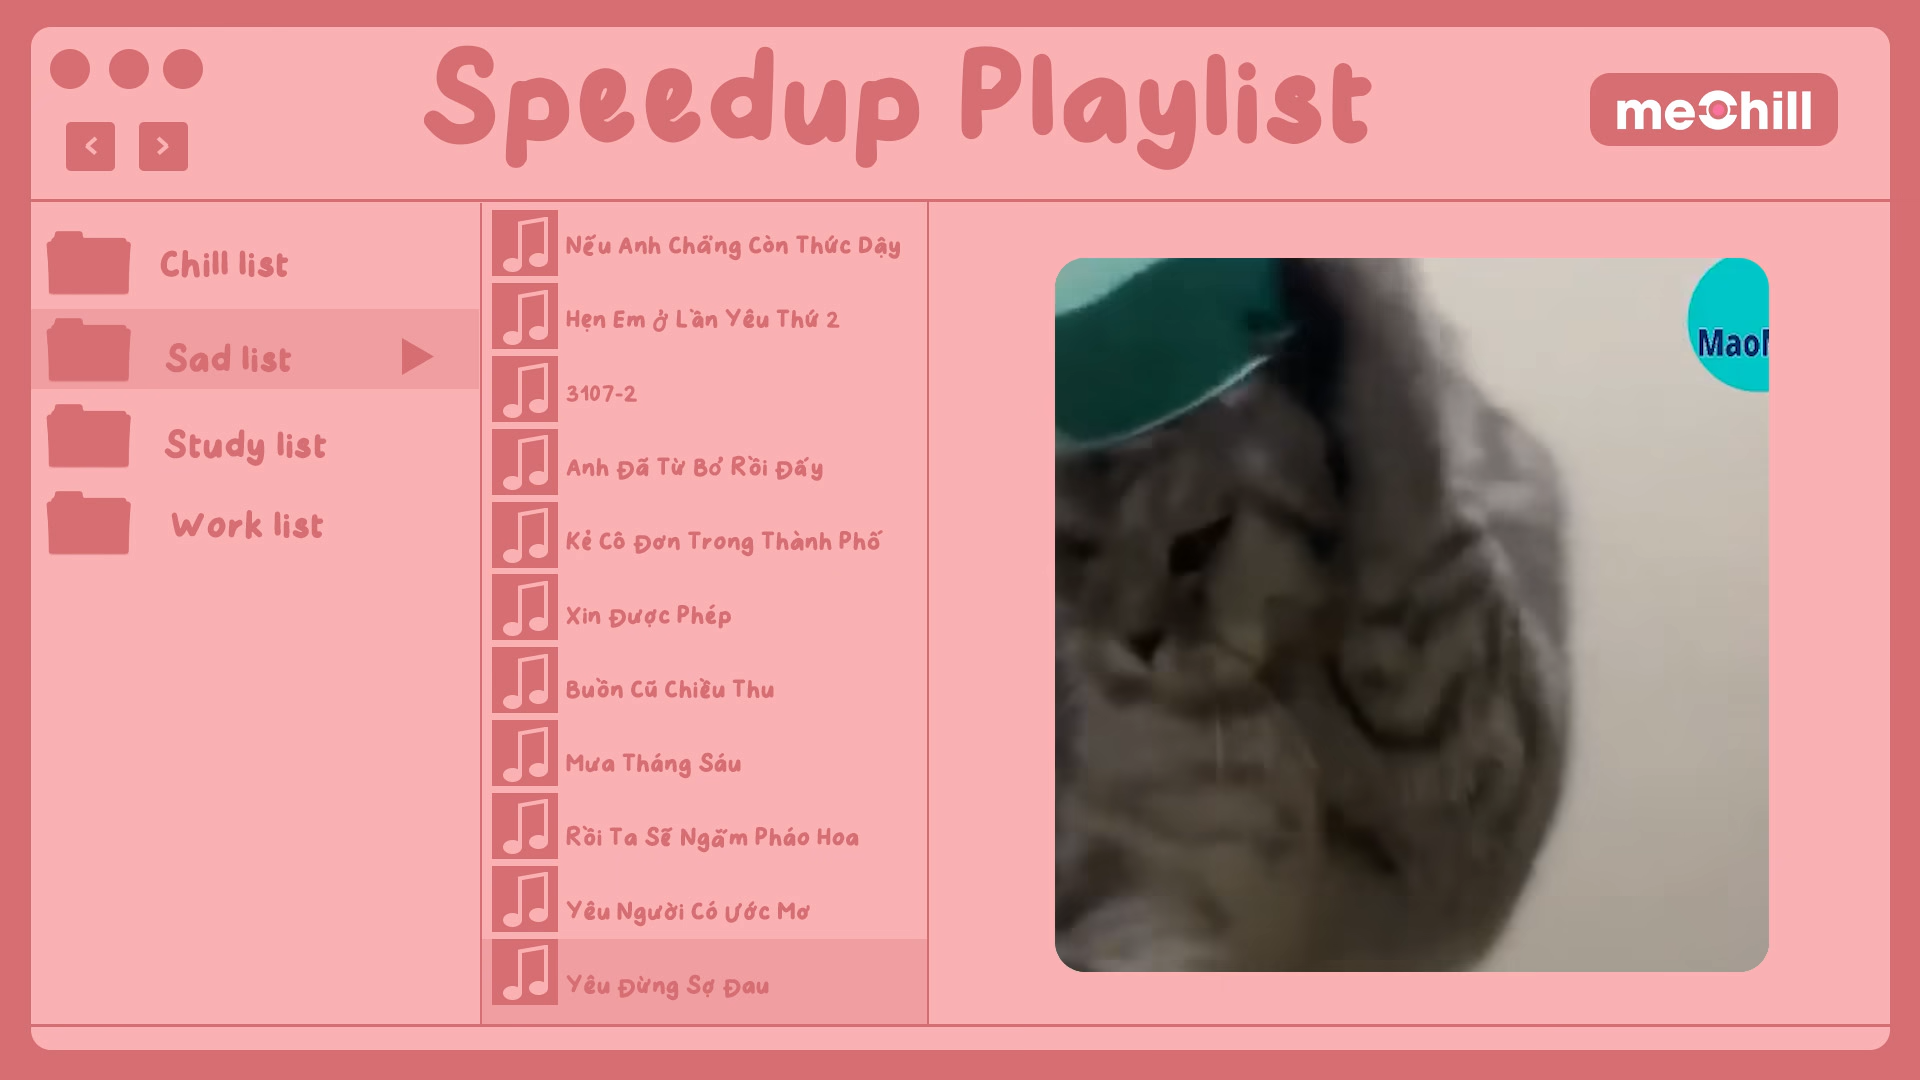 Speedup Playlist
mechill
Chill list
Sad list
Study list
Work list
Nếu Anh Chẳng Còn Thức Dậy
Hẹn Em ở Lần Yêu Thứ 2
3107-2
Anh Đã Từ Bỏ Rồi Đấy
Kẻ Cô Đơn Trong Thành Phố
Xin Được Phép
Buồn Cũ Chiều Thu
Mưa Tháng Sáu
Rồi Ta Sẽ Ngắm Pháo Hoa
Yêu Người Có Ước Mơ
Yêu Đừng Sợ Đau